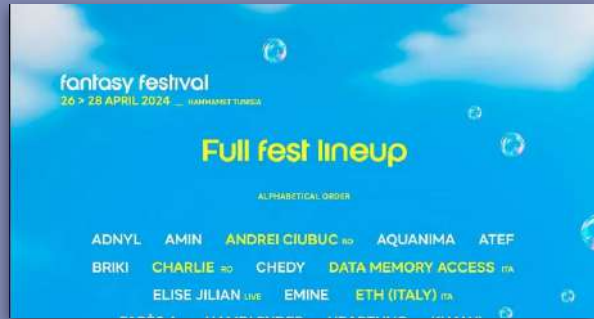 fantasy festival
26 > 28 APRIL 2024 _ HAMMAMET TUNISIA
Full fest lineup
ALPHABETICAL ORDER
ADNYL AMIN ANDREI CIUBUC RO AQUANIMA ATEF
BRIKI CHARLIE RO CHEDY DATA MEMORY ACCESS ITA
ELISE JILIAN LIVE EMINE ETH (ITALY) ITA